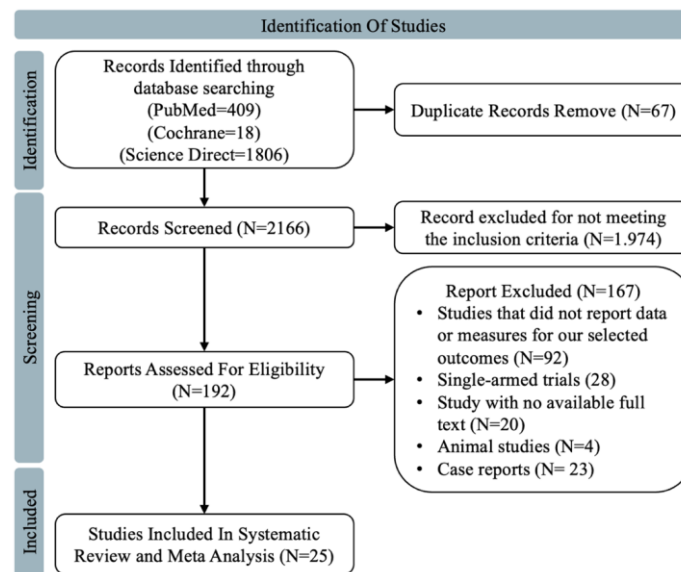 Identification Of Studies
Identification
Records Identified through
database searching
(PubMed=409)
(Cochrane=18)
(Science Direct=1806)
Duplicate Records Remove (N=67)
Screening
Records Screened (N=2166)
Record excluded for not meeting
the inclusion criteria (N=1.974)
Reports Assessed For Eligibility
(N=192)
Report Excluded (N=167)
• Studies that did not report data
or measures for our selected
outcomes (N=92)
• Single-armed trials (28)
• Study with no available full
text (N=20)
• Animal studies (N=4)
• Case reports (N= 23)
Included
Studies Included In Systematic
Review and Meta Analysis (N=25)